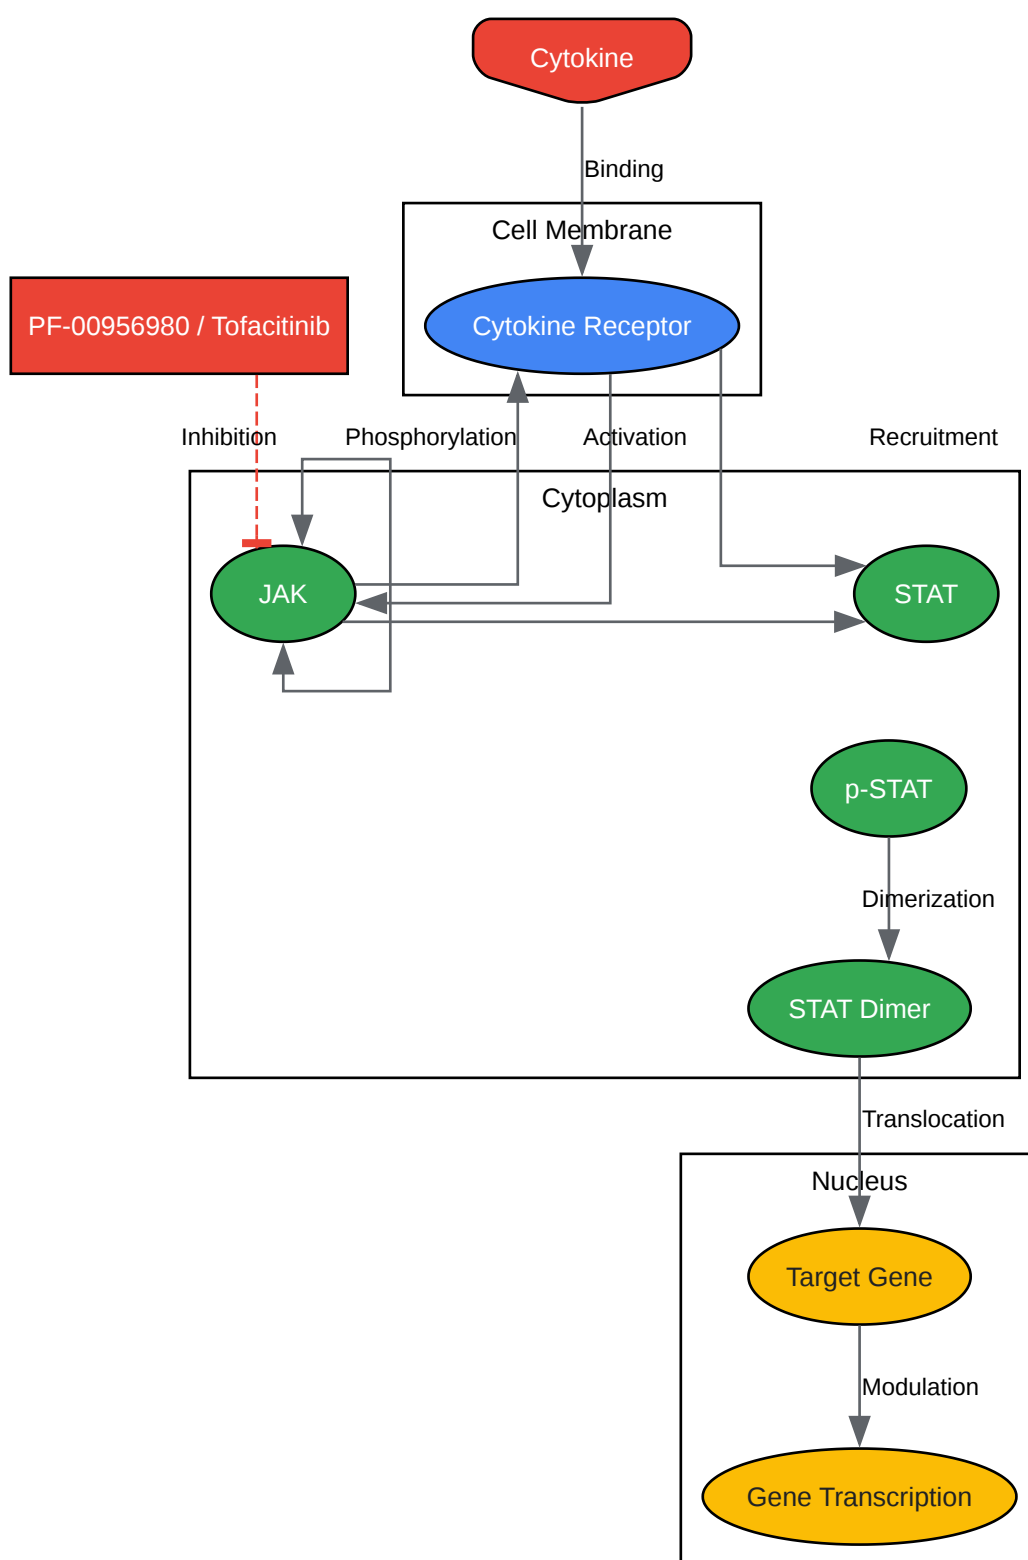 Cytokine
Binding
Cell Membrane
PF-00956980 / Tofacitinib
Cytokine Receptor
Inhibition
Phosphorylation
Activation
Recruitment
Cytoplasm
JAK
STAT
p-STAT
Dimerization
STAT Dimer
Translocation
Nucleus
Target Gene
Modulation
Gene Transcription